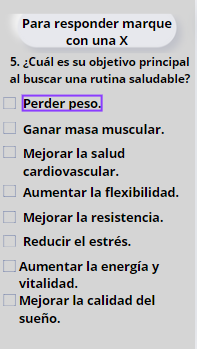 Para responder marque
con una X
5. ¿Cuál es su objetivo principal
al buscar una rutina saludable?
Perder peso.
Ganar masa muscular.
Mejorar la salud
cardiovascular.
Aumentar la flexibilidad.
Mejorar la resistencia.
Reducir el estrés.
Aumentar la energía y
vitalidad.
Mejorar la calidad del
sueño.